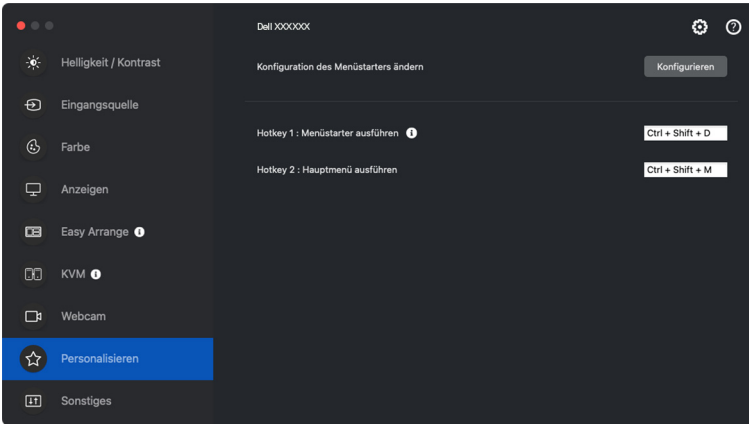 Dell XXXXXX
Helligkeit / Kontrast
Eingangsquelle
Farbe
Anzeigen
Easy Arrange
KVM
Webcam
Personalisieren
Sonstiges
Konfiguration des Menüstarters ändern
Konfigurieren
Hotkey 1 : Menüstarter ausführen
Ctrl + Shift + D
Hotkey 2 : Hauptmenü ausführen
Ctrl + Shift + M